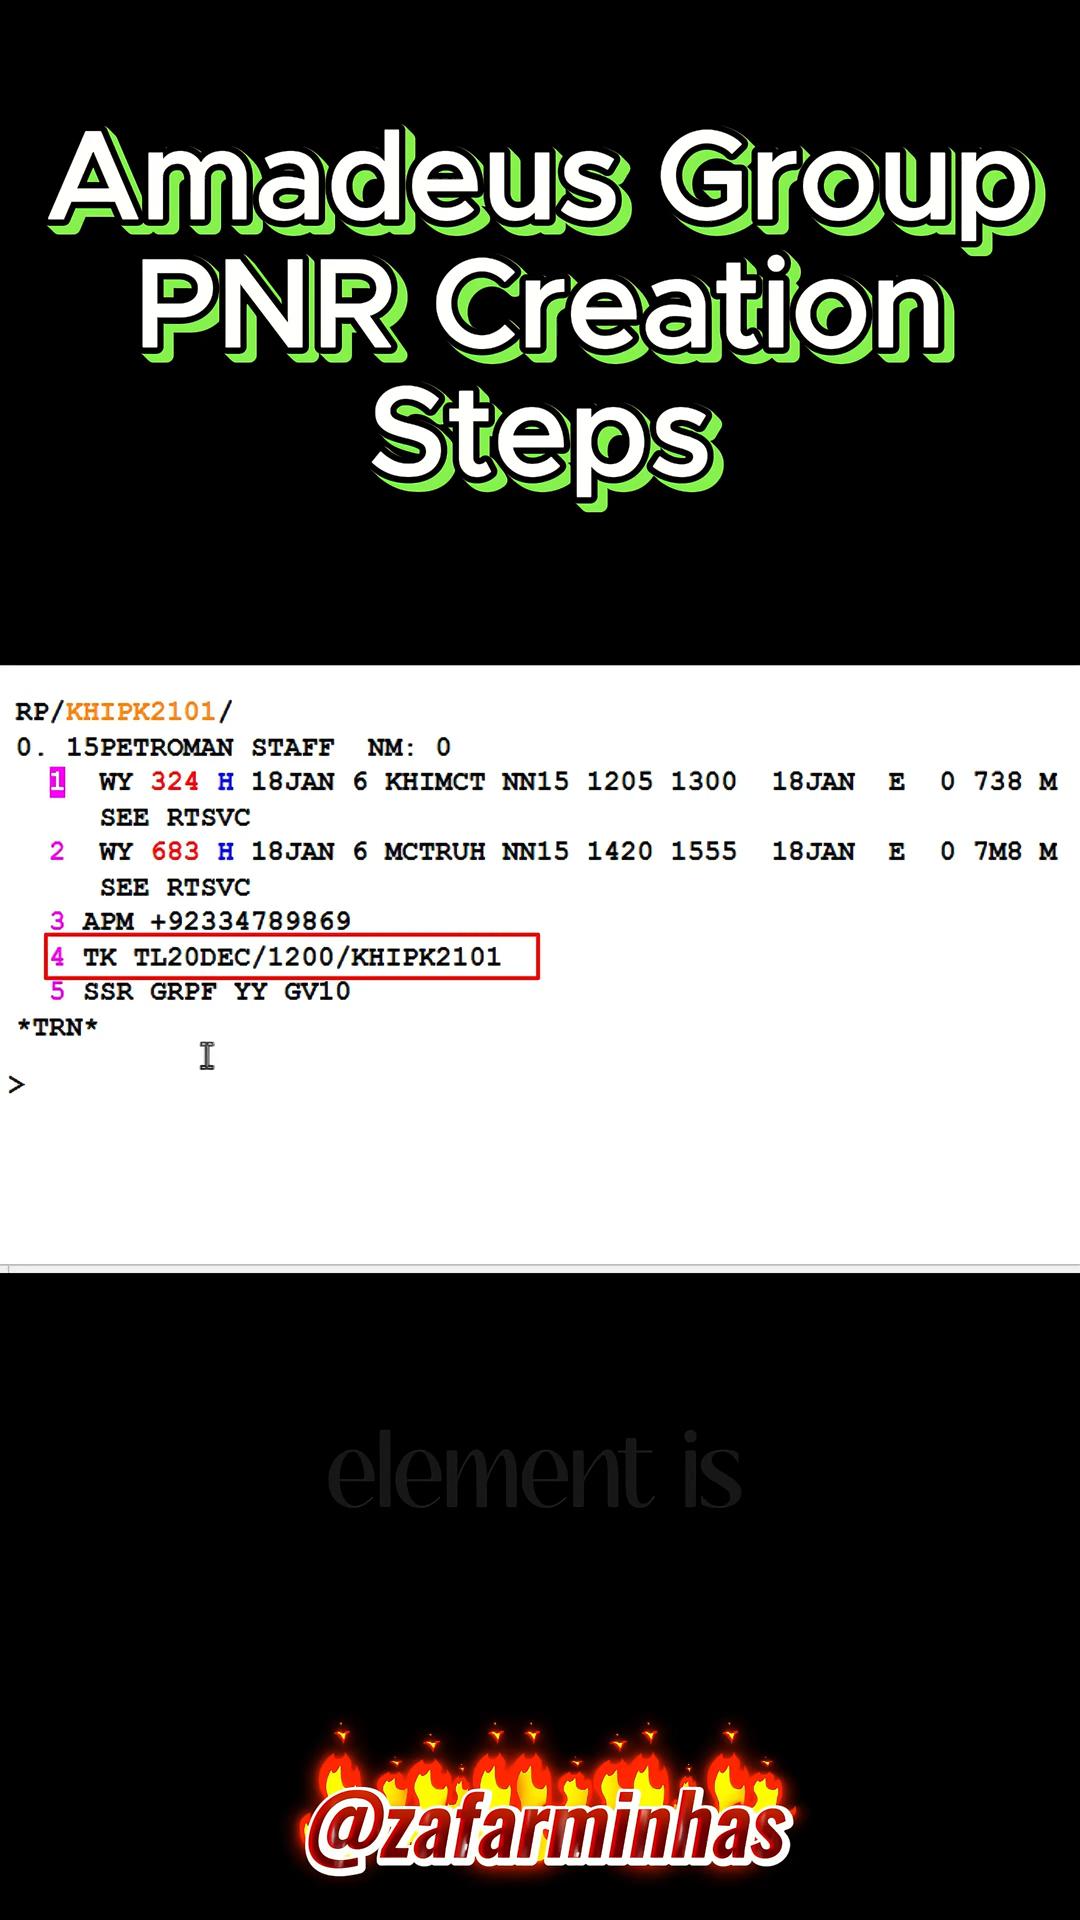 Amadeus Group
PNR Creation
Steps
RP/KHIPK2101/
0. 15PETROMAN STAFF NM: 0
1 WY 324 H 18JAN 6 KHIMCT NN15 1205 1300 18JAN E 0 738 M
SEE RTSVC
2 WY 683 H 18JAN 6 MCTRUH NN15 1420 1555 18JAN E 0 7M8 M
SEE RTSVC
3 APM +92334789869
4 TK TL20DEC/1200/KHIPK2101
5 SSR GRPF YY GV10
*TRN*
>
element is
@zafarminhas